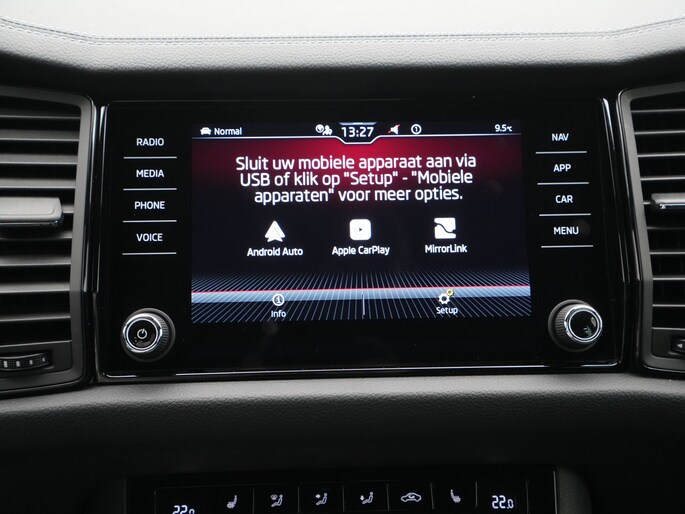 Normal 13:27 9.5°C
RADIO
MEDIA
PHONE
VOICE
NAV
APP
CAR
MENU
Sluit uw mobiele apparaat aan via
USB of klik op "Setup" - "Mobiele
apparaten" voor meer opties.
Android Auto Apple CarPlay MirrorLink
Info Setup
22.0 22.0